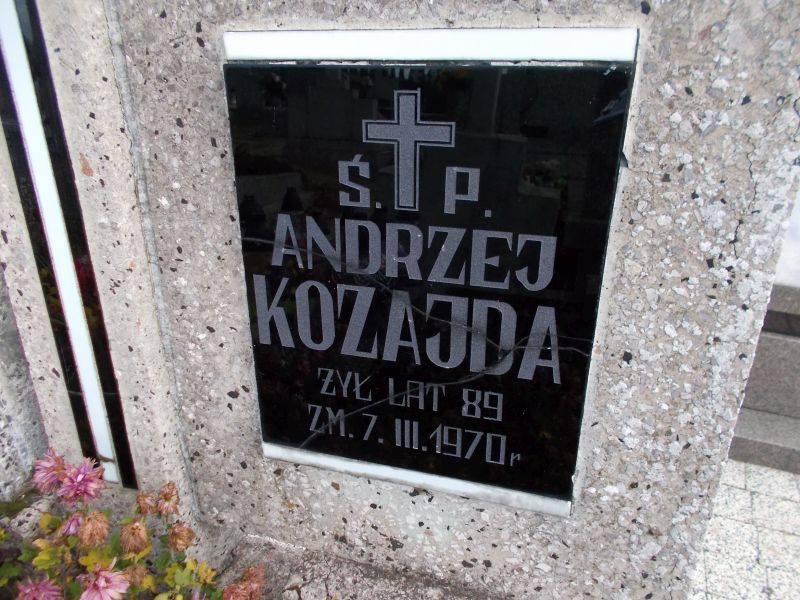 Ś. P.
ANDRZEJ
KOZAJDA
ŻYŁ LAT 89
ZM. 7. III. 1970 r